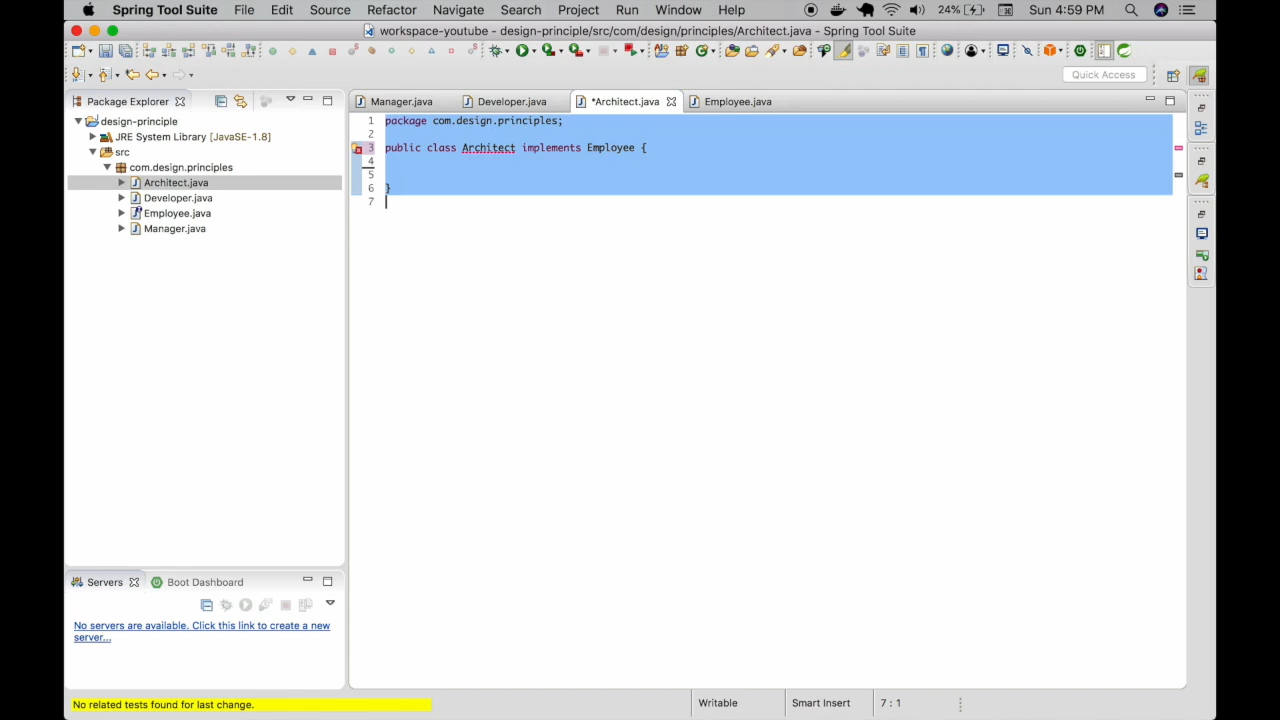 Spring Tool Suite File Edit Source Refactor Navigate Search Project Run Window Help 24% Sun 4:59 PM
workspace-youtube - design-principle/src/com/design/principles/Architect.java - Spring Tool Suite
Quick Access
Package Explorer
design-principle
JRE System Library [JavaSE-1.8]
src
com.design.principles
Architect.java
Developer.java
Employee.java
Manager.java
Manager.java Developer.java *Architect.java Employee.java
1 package com.design.principles;
2
3 public class Architect implements Employee {
4
5
6 }
7
Servers Boot Dashboard
No servers are available. Click this link to create a new
server...
No related tests found for last change.
Writable Smart Insert 7 : 1